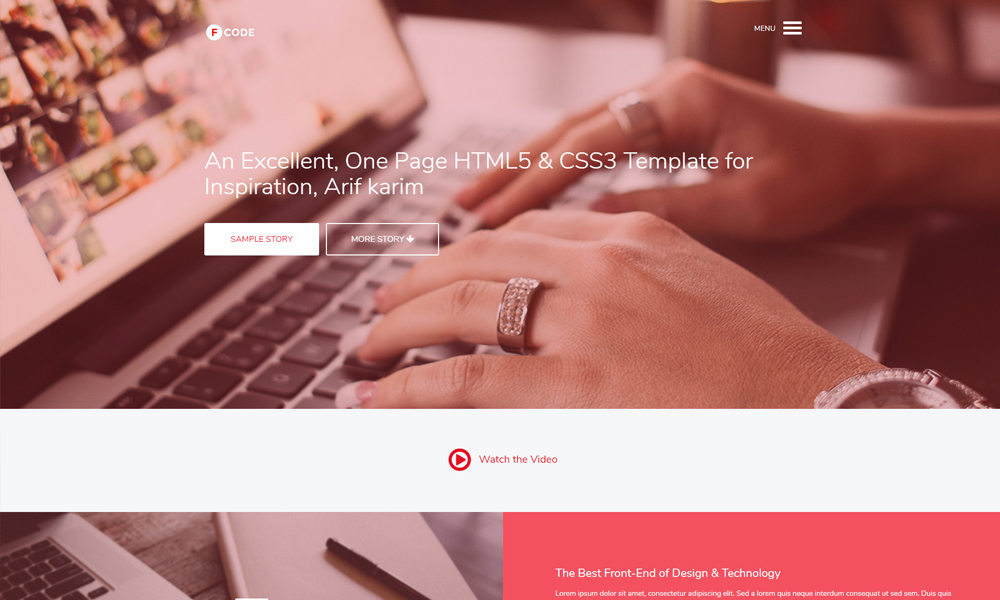 F CODE
MENU
An Excellent, One Page HTML5 & CSS3 Template for
Inspiration, Arif karim
SAMPLE STORY
MORE STORY
Watch the Video
The Best Front-End of Design & Technology
Lorem ipsum dolor sit amet, consectetur adipiscing elit. Sed a lorem quis neque interdum consequat ut sed sem. Duis quis